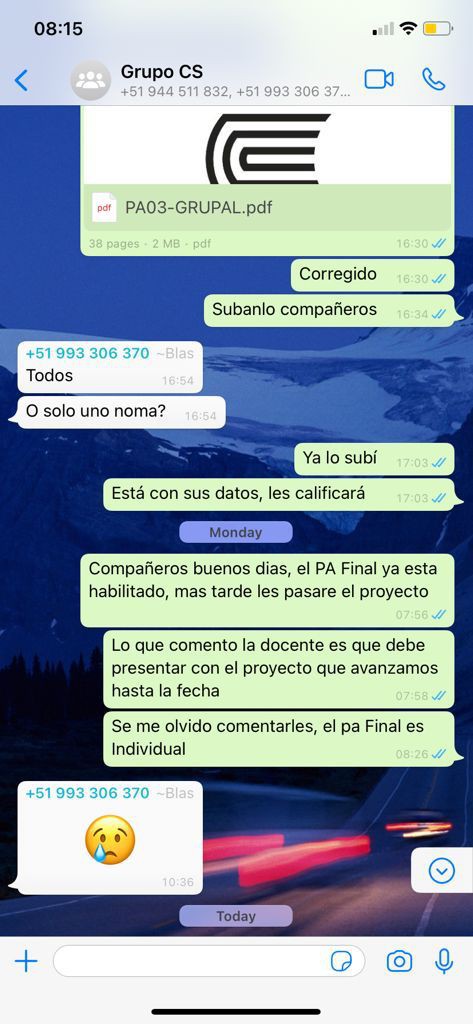 08:15
Grupo CS
+51 944 511 832, +51 993 306 37...
pdf
PA03-GRUPAL.pdf
38 pages · 2 MB · pdf
16:30
Corregido
16:30
Subanlo compañeros
16:34
+51 993 306 370 ~Blas
Todos
16:54
O solo uno noma?
16:54
Ya lo subí
17:03
Está con sus datos, les calificará
17:03
Monday
Compañeros buenos dias, el PA Final ya esta
habilitado, mas tarde les pasare el proyecto
07:56
Lo que comento la docente es que debe
presentar con el proyecto que avanzamos
hasta la fecha
07:58
Se me olvido comentarles, el pa Final es
Individual
08:26
+51 993 306 370 ~Blas
😢
10:36
Today